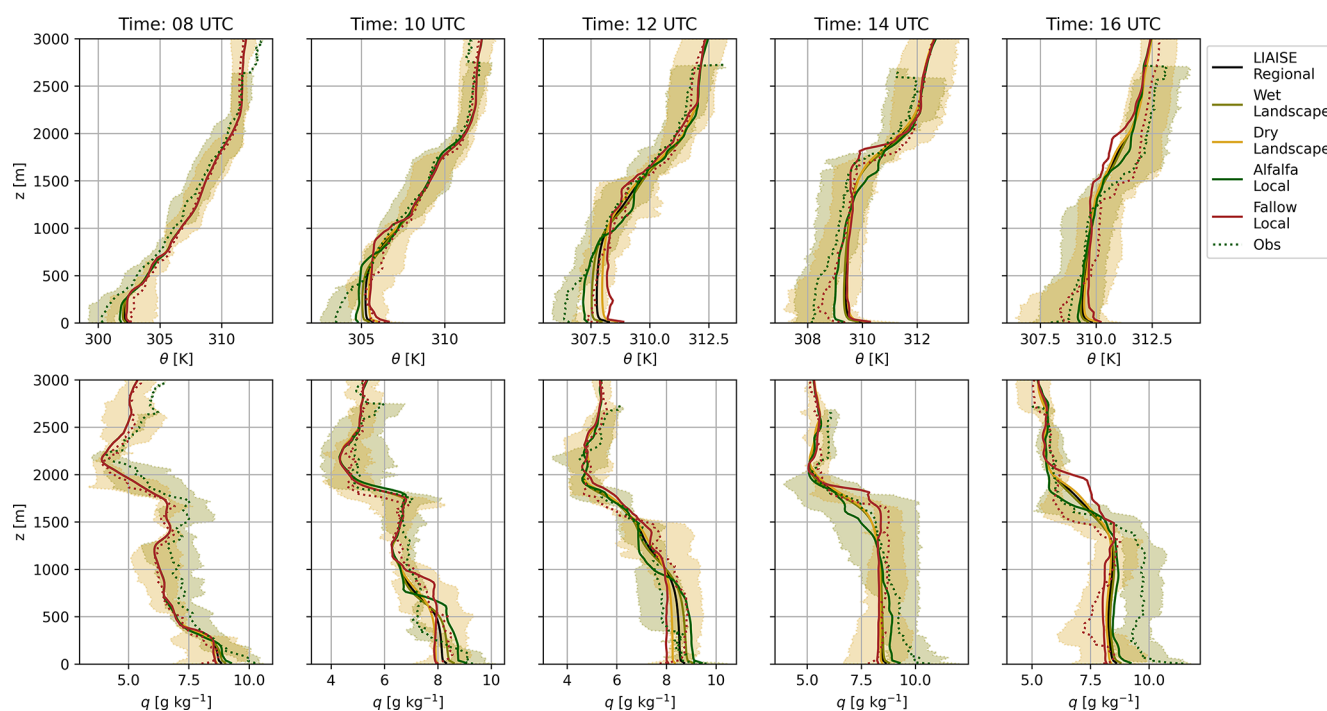 Time: 08 UTC
Time: 10 UTC
Time: 12 UTC
Time: 14 UTC
Time: 16 UTC
3000
2500
2000
1500
1000
500
0
z [m]
300 305 310
305 310
307.5 310.0 312.5
308 310 312
307.5 310.0 312.5
θ [K]
θ [K]
θ [K]
θ [K]
θ [K]
LIAISE
Regional
Wet
Landscape
Dry
Landscape
Alfalfa
Local
Fallow
Local
Obs
3000
2500
2000
1500
1000
500
0
z [m]
5.0 7.5 10.0
4 6 8 10
4 6 8 10
5.0 7.5 10.0
5.0 7.5 10.0
q [g kg⁻¹]
q [g kg⁻¹]
q [g kg⁻¹]
q [g kg⁻¹]
q [g kg⁻¹]